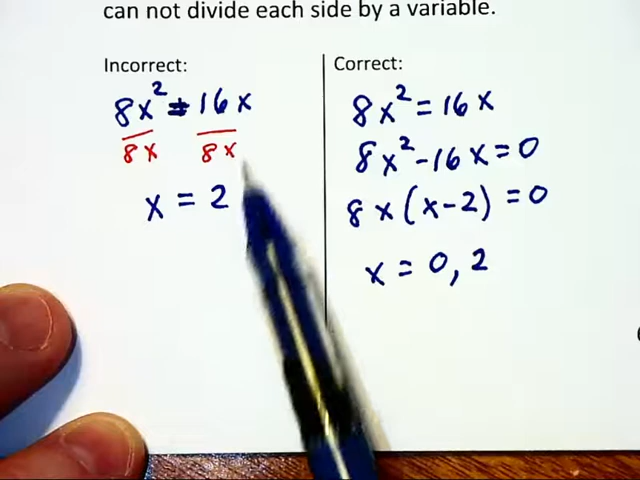 can not divide each side by a variable.
Incorrect:
8x² = 16x
8x 8x
x = 2
Correct:
8x² = 16x
8x² - 16x = 0
8x(x-2) = 0
x = 0, 2